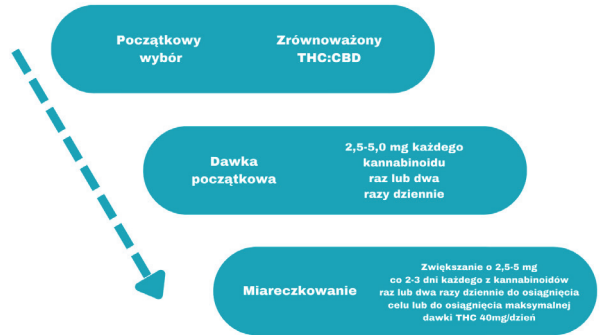 Początkowy
wybór
Zrównoważony
THC:CBD
Dawka
początkowa
2,5-5,0 mg każdego
kannabinoidu
raz lub dwa
razy dziennie
Miareczkowanie
Zwiększanie o 2,5-5 mg
co 2-3 dni każdego z kannabinoidów
raz lub dwa razy dziennie do osiągnięcia
celu lub do osiągnięcia maksymalnej
dawki THC 40mg/dzień